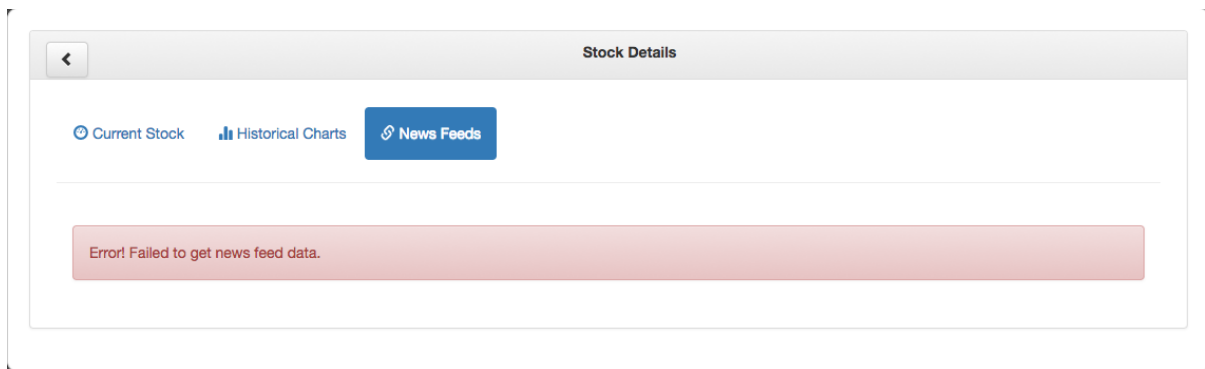 Stock Details
Current Stock
Historical Charts
News Feeds
Error! Failed to get news feed data.